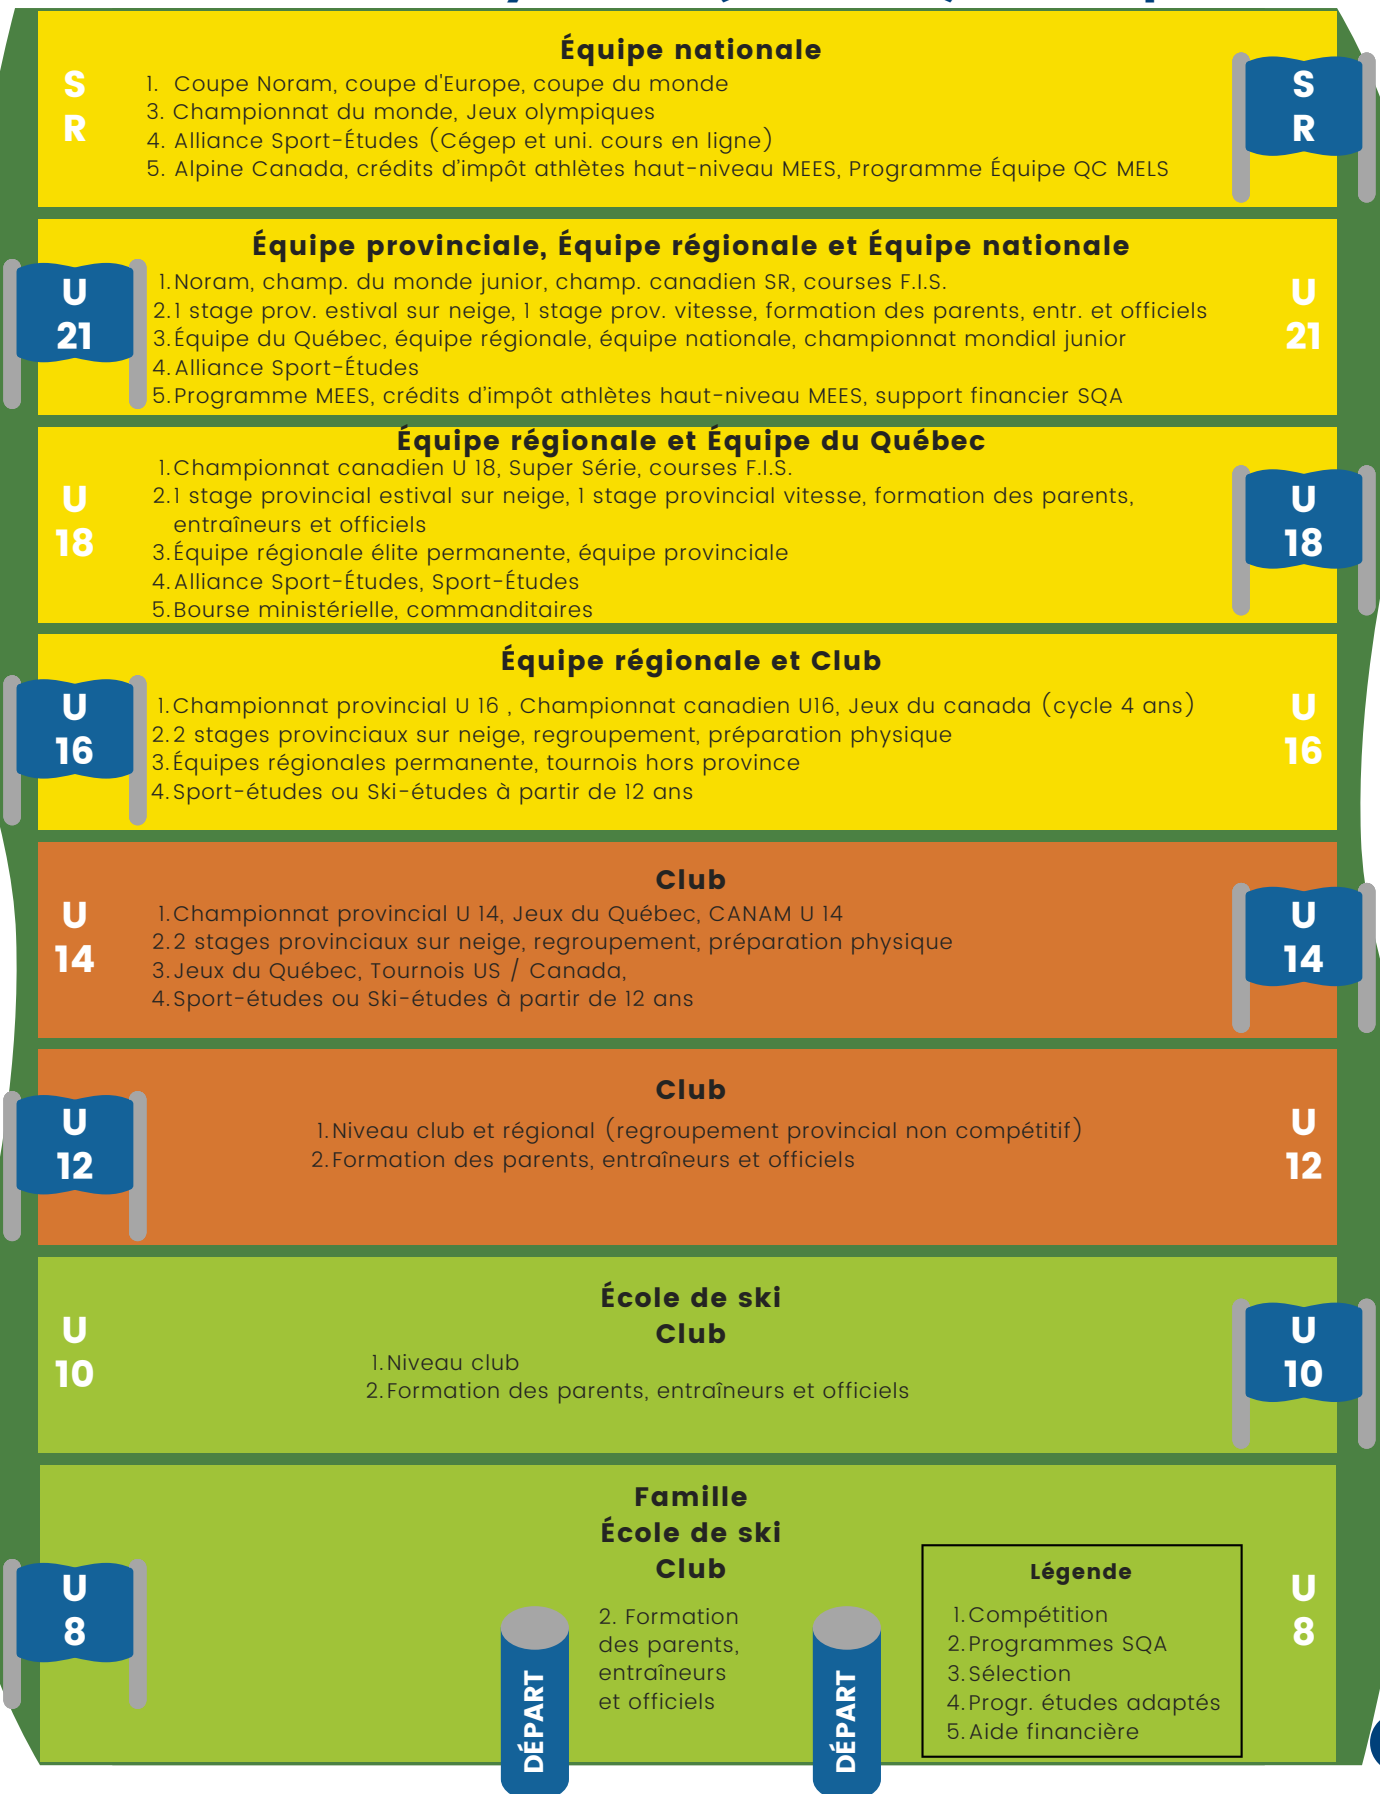 Équipe nationale
S
R
1. Coupe Noram, coupe d'Europe, coupe du monde
3. Championnat du monde, Jeux olympiques
4. Alliance Sport-Études (Cégep et uni. cours en ligne)
5. Alpine Canada, crédits d'impôt athlètes haut-niveau MEES, Programme Équipe QC MELS
S
R
Équipe provinciale, Équipe régionale et Équipe nationale
U
21
1. Noram, champ. du monde junior, champ. canadien SR, courses F.I.S.
2. 1 stage prov. estival sur neige, 1 stage prov. vitesse, formation des parents, entr. et officiels
3. Équipe du Québec, équipe régionale, équipe nationale, championnat mondial junior
4. Alliance Sport-Études
5. Programme MEES, crédits d'impôt athlètes haut-niveau MEES, support financier SQA
U
21
Équipe régionale et Équipe du Québec
U
18
1. Championnat canadien U 18, Super Série, courses F.I.S.
2. 1 stage provincial estival sur neige, 1 stage provincial vitesse, formation des parents,
entraîneurs et officiels
3. Équipe régionale élite permanente, équipe provinciale
4. Alliance Sport-Études, Sport-Études
5. Bourse ministérielle, commanditaires
U
18
Équipe régionale et Club
U
16
1. Championnat provincial U 16 , Championnat canadien U16, Jeux du canada (cycle 4 ans)
2. 2 stages provinciaux sur neige, regroupement, préparation physique
3. Équipes régionales permanente, tournois hors province
4. Sport-études ou Ski-études à partir de 12 ans
U
16
Club
U
14
1. Championnat provincial U 14, Jeux du Québec, CANAM U 14
2. 2 stages provinciaux sur neige, regroupement, préparation physique
3. Jeux du Québec, Tournois US / Canada,
4. Sport-études ou Ski-études à partir de 12 ans
U
14
Club
U
12
1. Niveau club et régional (regroupement provincial non compétitif)
2. Formation des parents, entraîneurs et officiels
U
12
École de ski
Club
U
10
1. Niveau club
2. Formation des parents, entraîneurs et officiels
U
10
Famille
École de ski
Club
U
8
2. Formation
des parents,
entraîneurs
et officiels
DÉPART
DÉPART
Légende
1. Compétition
2. Programmes SQA
3. Sélection
4. Progr. études adaptés
5. Aide financière
U
8